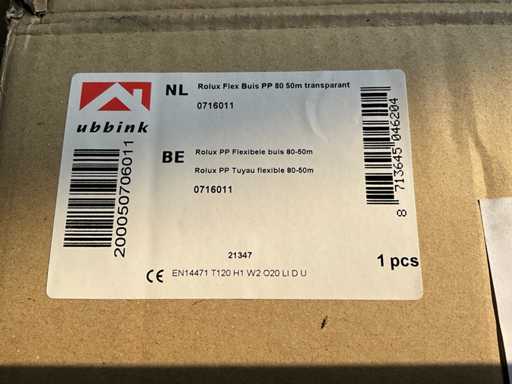 NL Rolux Flex Buis PP 80 50m transparant
0716011
ubbink
BE Rolux PP Flexibele buis 80-50m
Rolux PP Tuyau flexible 80-50m
0716011
200050706011
8 713645 046204
21347
CE EN14471 T120 H1 W2 O20 LI D U
1 pcs